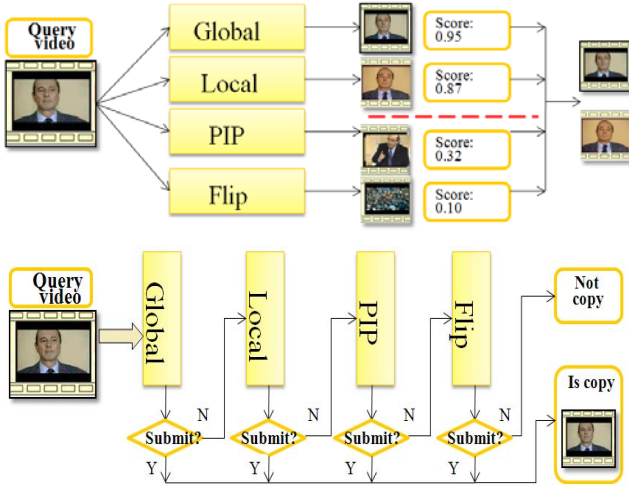 Query
video
Global
Score:
0.95
Local
Score:
0.87
PIP
Score:
0.32
Flip
Score:
0.10
Query
video
Global
Local
PIP
Flip
Not
copy
Is copy
N
N
N
N
Submit?
Submit?
Submit?
Submit?
Y
Y
Y
Y